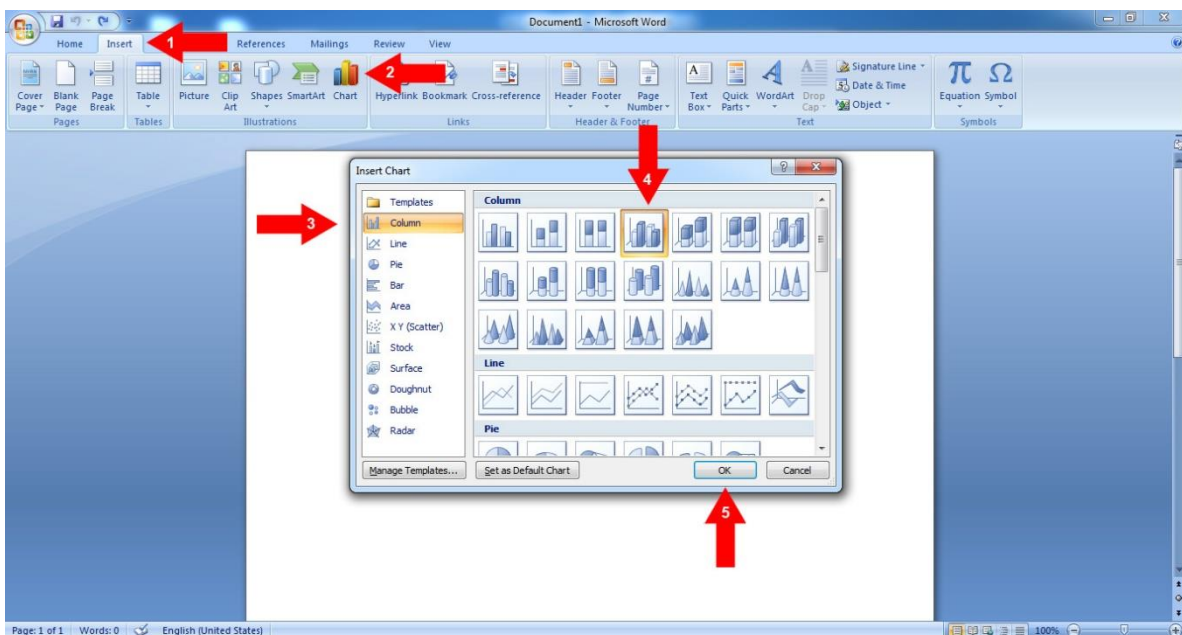 Document1 - Microsoft Word
Home Insert 1 References Mailings Review View
2
Cover Page Blank Page Page Break Table Picture Clip Art Shapes SmartArt Chart Hyperlink Bookmark Cross-reference Header Footer Page Number Text Box Quick Parts WordArt Drop Cap Signature Line Date & Time Object Equation Symbol
Pages Tables Illustrations Links Header & Footer Text Symbols
4
Insert Chart
3
Templates
Column
Line
Pie
Bar
Area
X Y (Scatter)
Stock
Surface
Doughnut
Bubble
Radar
Column
Line
Pie
Manage Templates... Set as Default Chart OK Cancel
5
Page: 1 of 1 Words: 0 English (United States) 100%